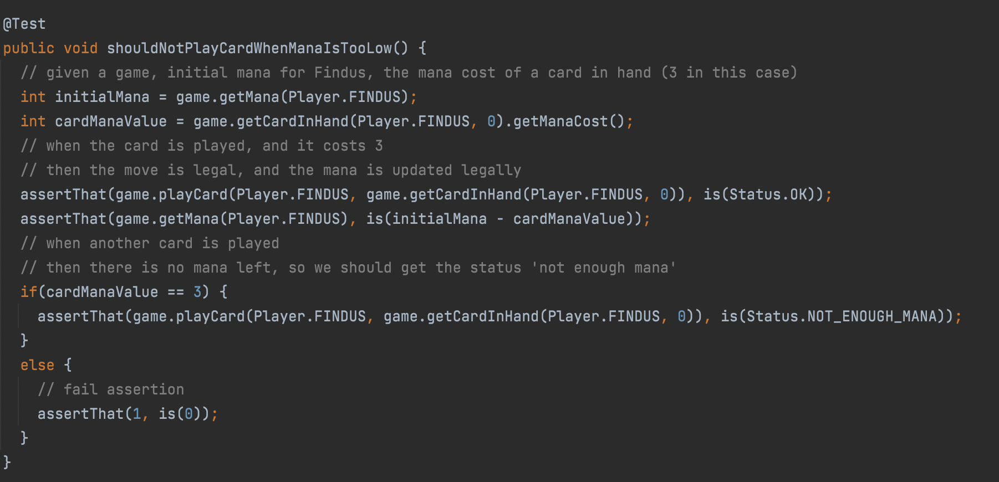 @Test
public void shouldNotPlayCardWhenManaIsTooLow() {
  // given a game, initial mana for Findus, the mana cost of a card in hand (3 in this case)
  int initialMana = game.getMana(Player.FINDUS);
  int cardManaValue = game.getCardInHand(Player.FINDUS, 0).getManaCost();
  // when the card is played, and it costs 3
  // then the move is legal, and the mana is updated legally
  assertThat(game.playCard(Player.FINDUS, game.getCardInHand(Player.FINDUS, 0)), is(Status.OK));
  assertThat(game.getMana(Player.FINDUS), is(initialMana - cardManaValue));
  // when another card is played
  // then there is no mana left, so we should get the status 'not enough mana'
  if(cardManaValue == 3) {
    assertThat(game.playCard(Player.FINDUS, game.getCardInHand(Player.FINDUS, 0)), is(Status.NOT_ENOUGH_MANA));
  }
  else {
    // fail assertion
    assertThat(1, is(0));
  }
}